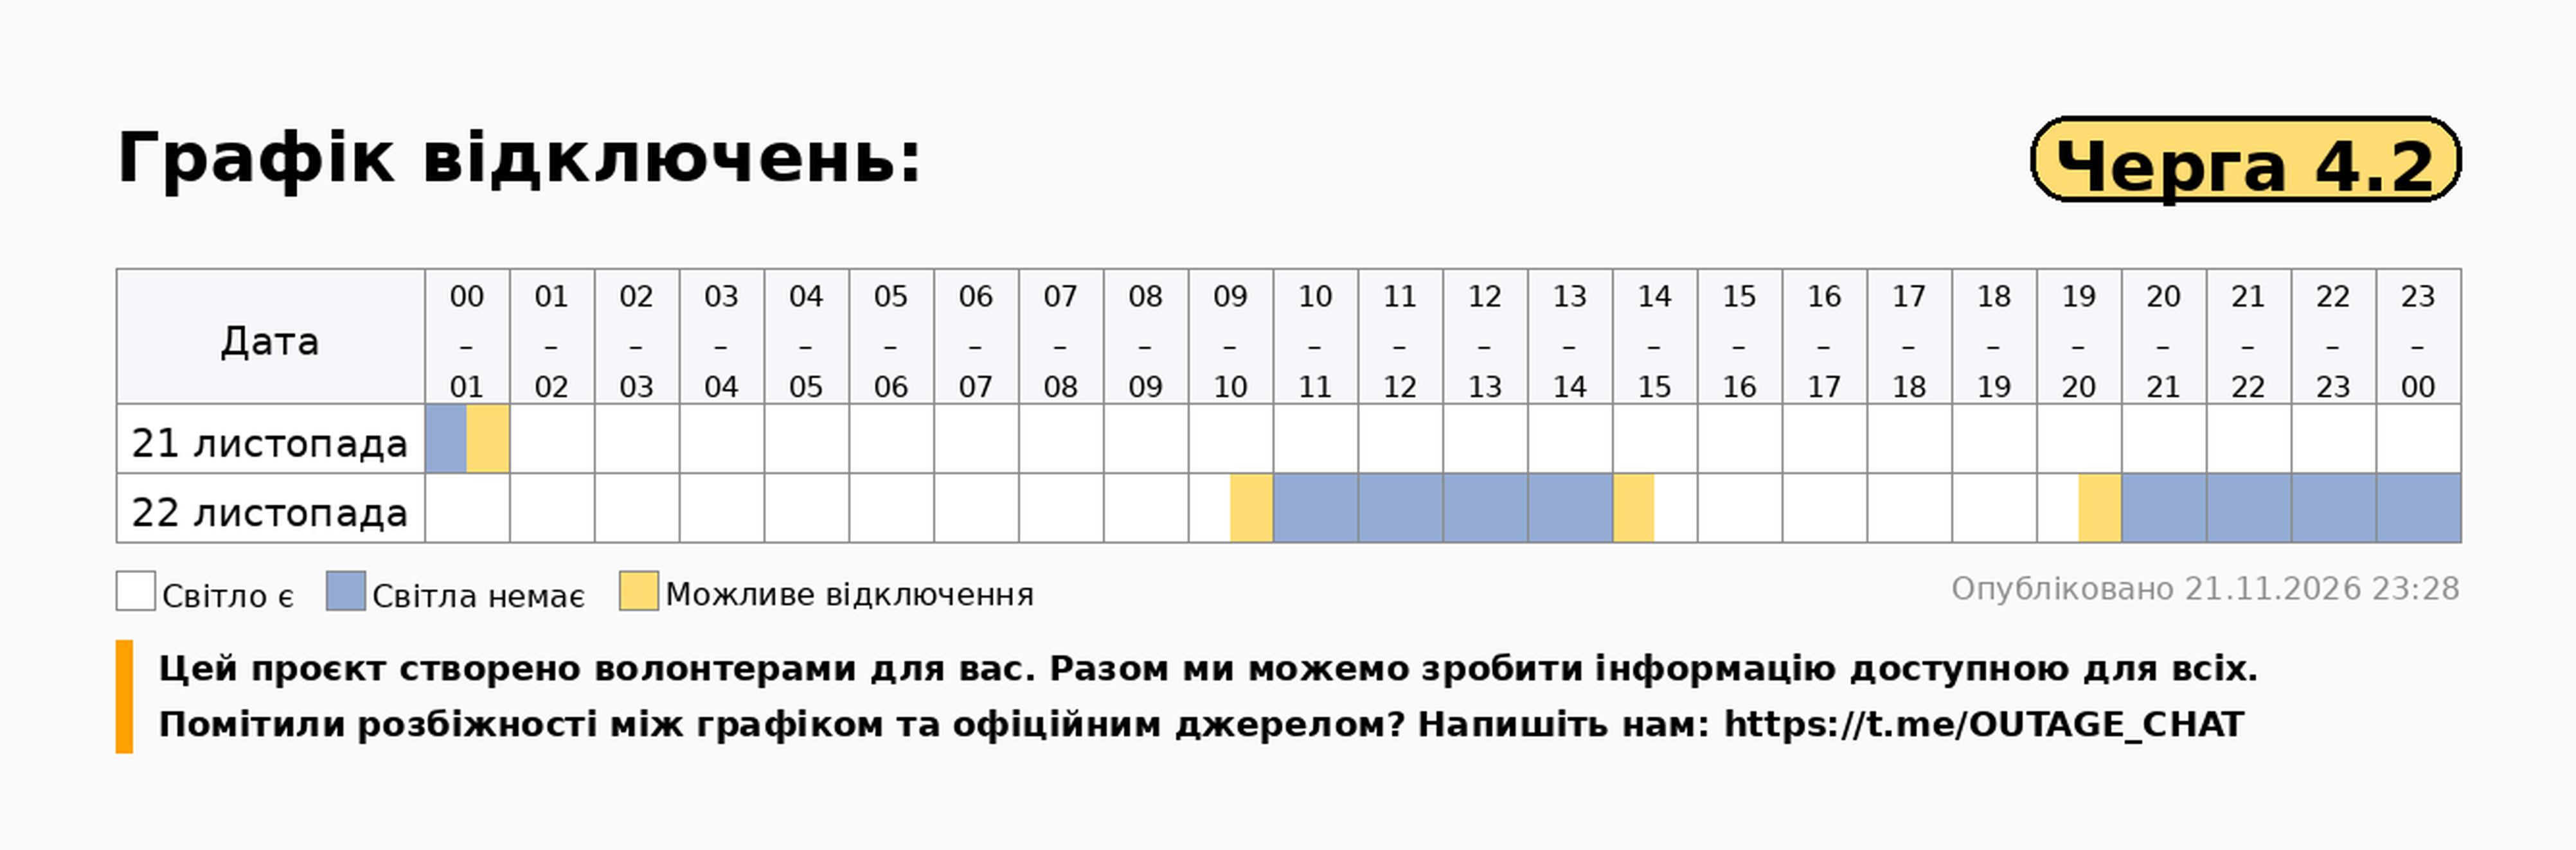 Графік відключень:
Черга 4.2
Дата
00 – 01
01 – 02
02 – 03
03 – 04
04 – 05
05 – 06
06 – 07
07 – 08
08 – 09
09 – 10
10 – 11
11 – 12
12 – 13
13 – 14
14 – 15
15 – 16
16 – 17
17 – 18
18 – 19
19 – 20
20 – 21
21 – 22
22 – 23
23 – 00
21 листопада
22 листопада
Світло є
Світла немає
Можливе відключення
Опубліковано 21.11.2026 23:28
Цей проєкт створено волонтерами для вас. Разом ми можемо зробити інформацію доступною для всіх.
Помітили розбіжності між графіком та офіційним джерелом? Напишіть нам: https://t.me/OUTAGE_CHAT